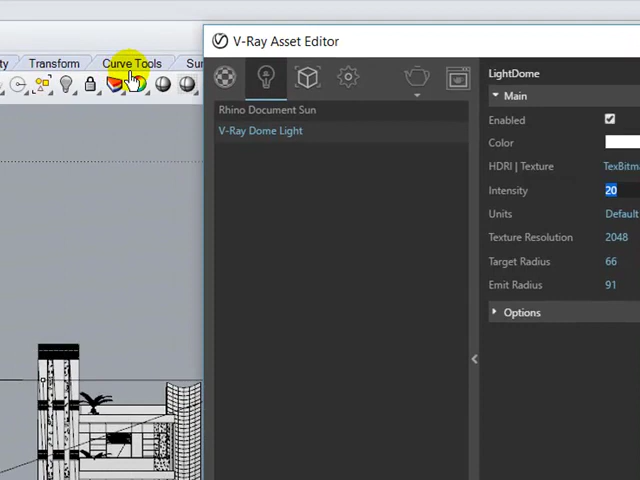 V-Ray Asset Editor
ty Transform Curve Tools Su
LightDome
Rhino Document Sun
V-Ray Dome Light
Main
Enabled
Color
HDRI | Texture TexBitma
Intensity 20
Units Default
Texture Resolution 2048
Target Radius 66
Emit Radius 91
Options